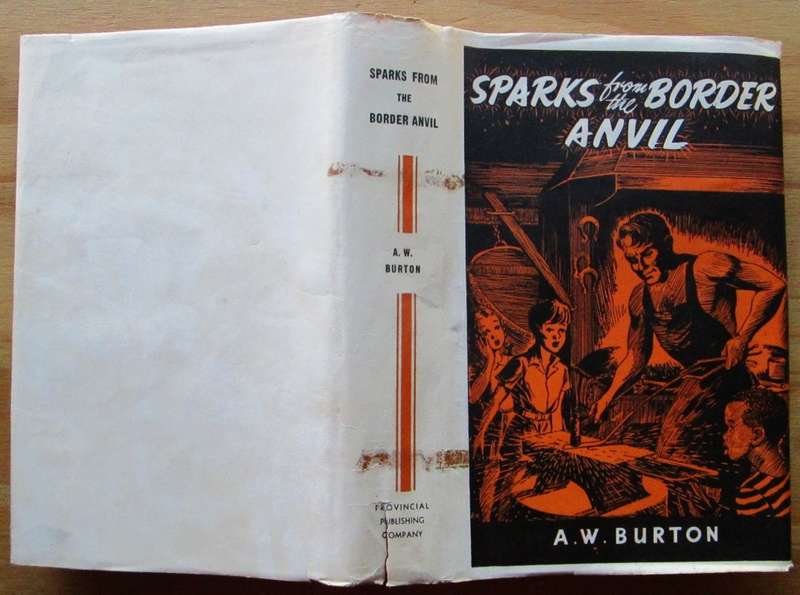 SPARKS FROM
THE
BORDER ANVIL
A. W.
BURTON
PROVINCIAL
PUBLISHING
COMPANY
SPARKS from the BORDER
ANVIL
A.W. BURTON